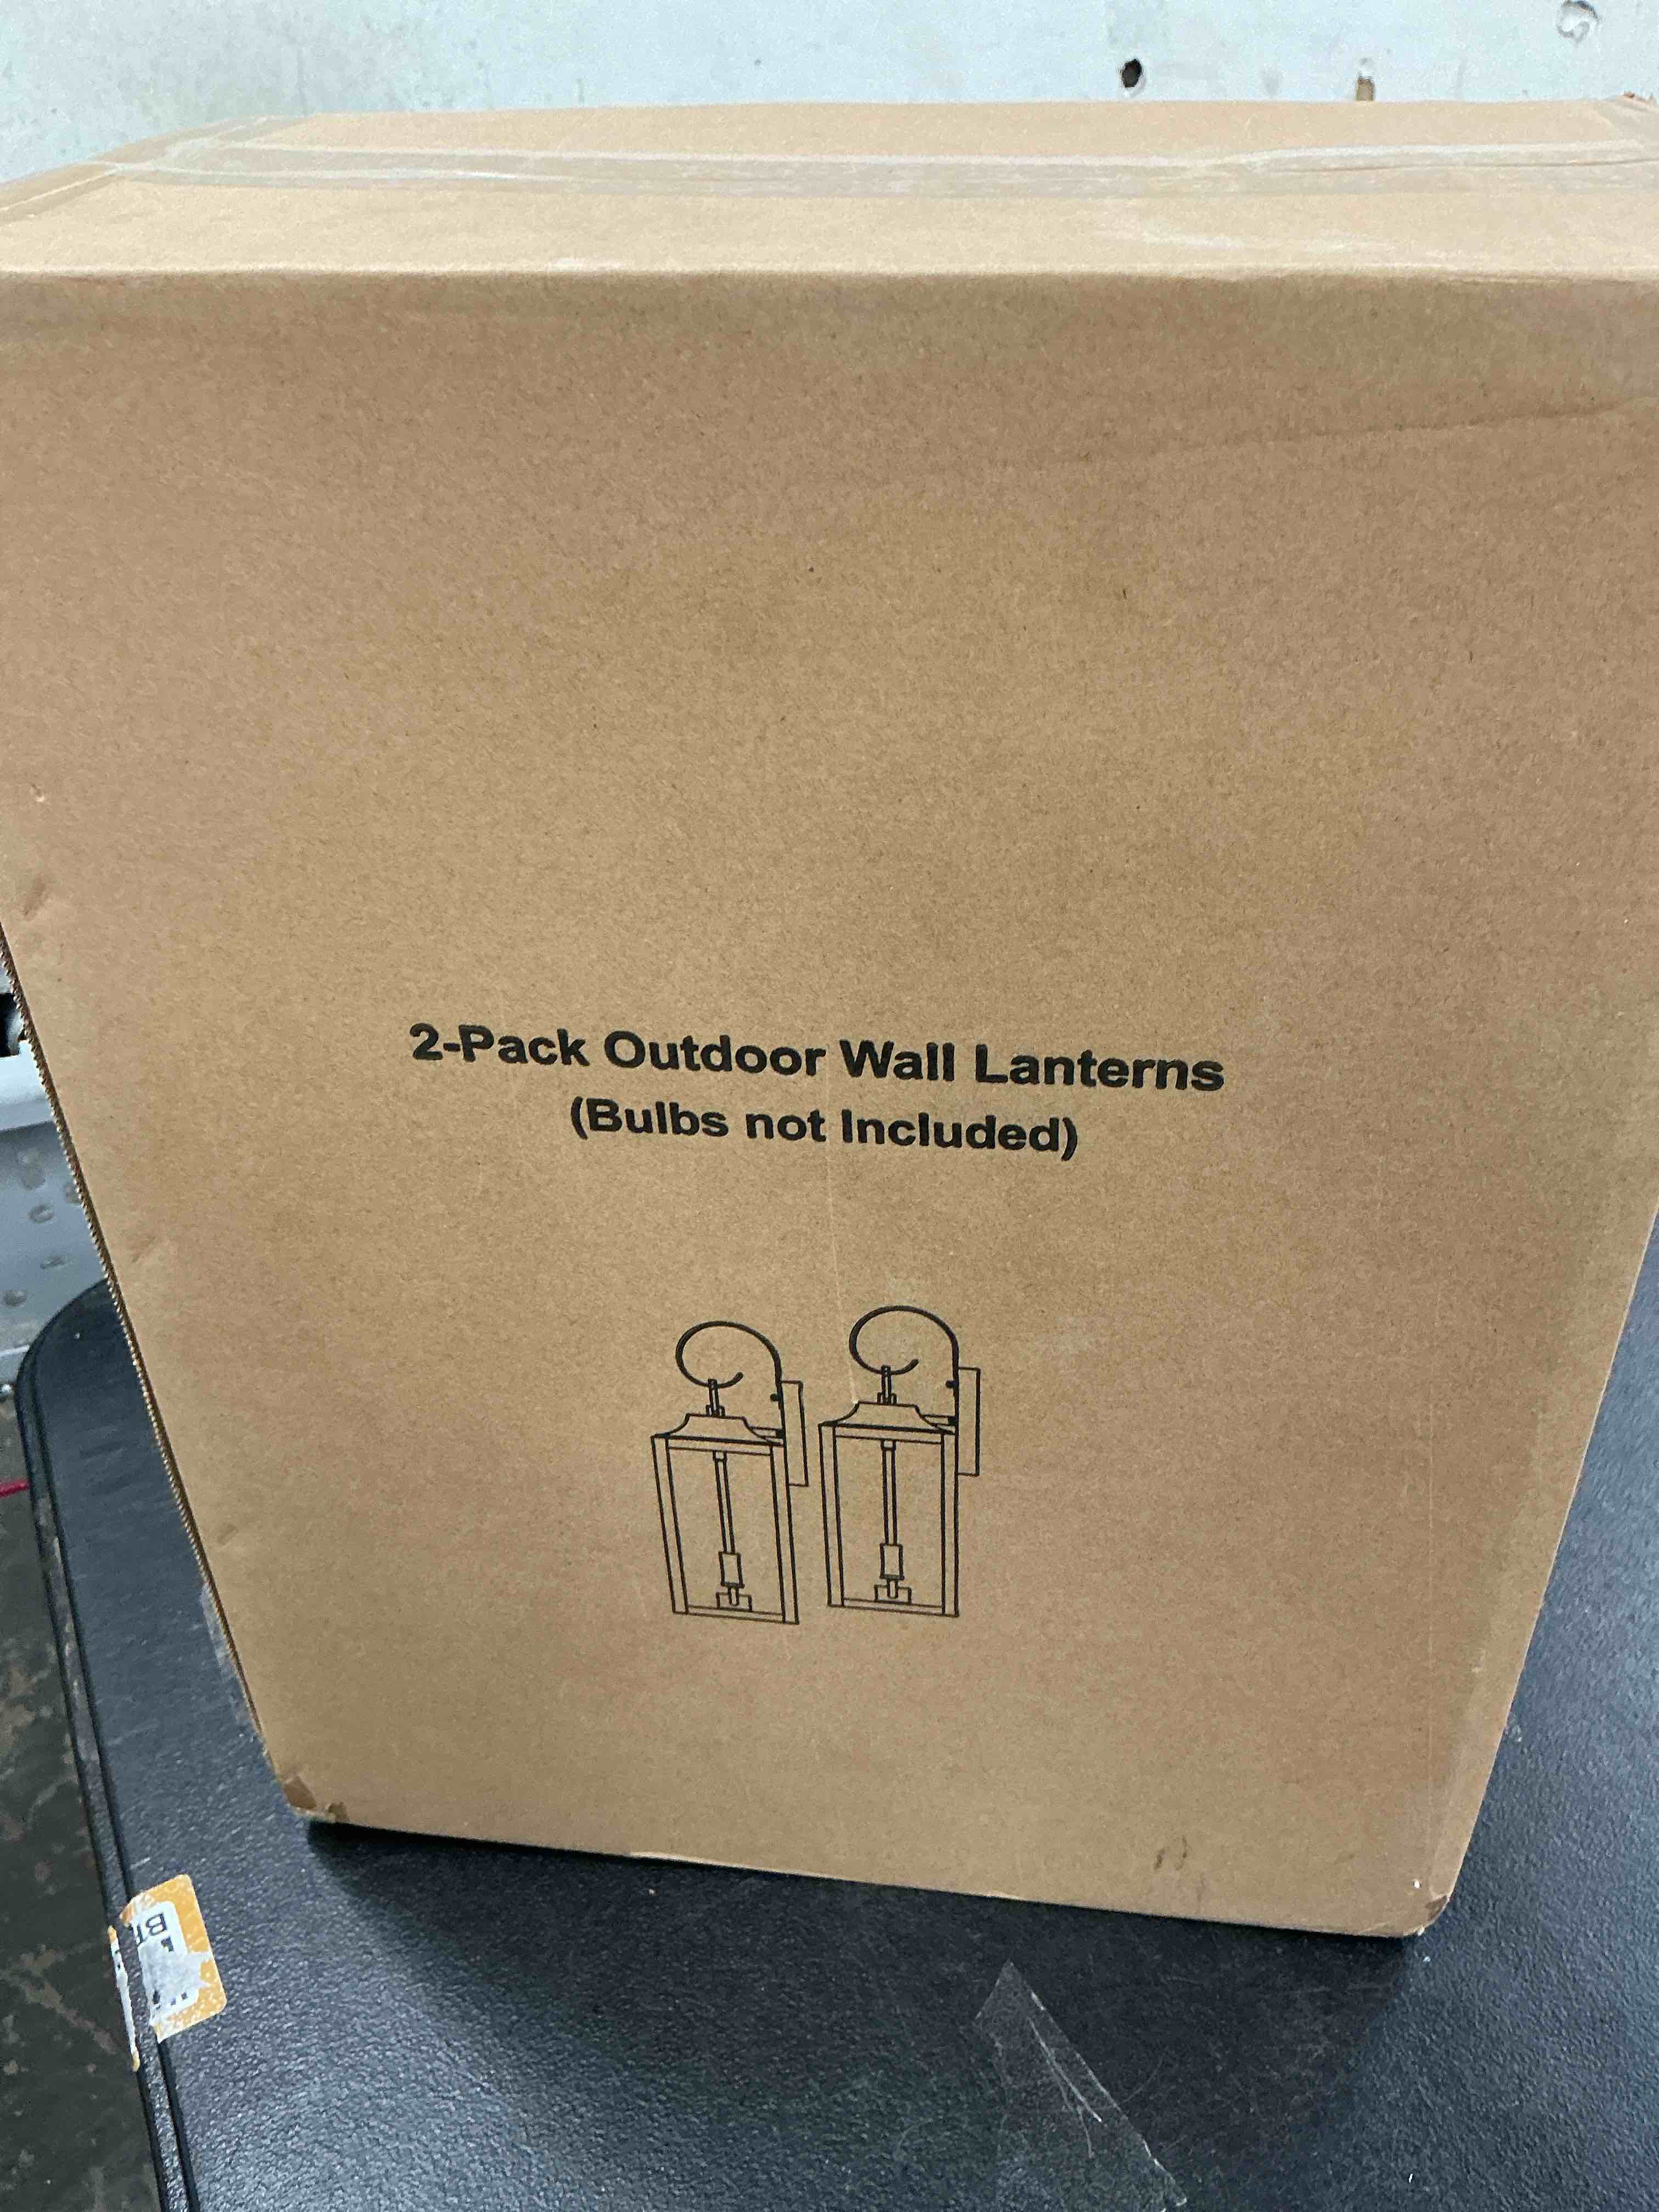 2-Pack Outdoor Wall Lanterns
(Bulbs not Included)